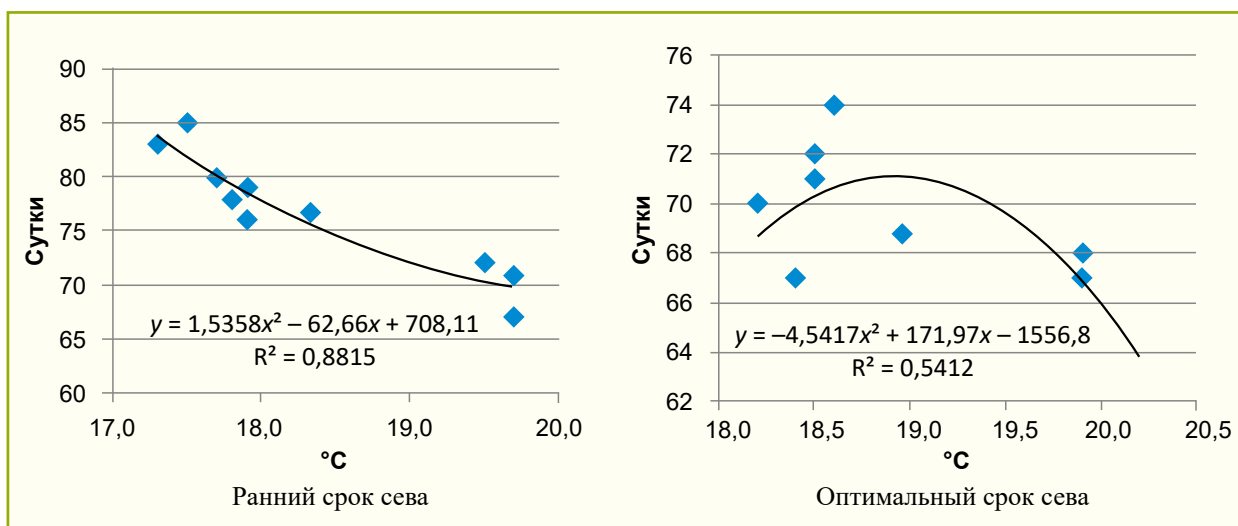 90
85
80
75
70
65
60
Сутки
y = 1,5358x² – 62,66x + 708,11
R² = 0,8815
17,0 18,0 19,0 20,0
°C
Ранний срок сева
76
74
72
70
68
66
64
62
Сутки
y = –4,5417x² + 171,97x – 1556,8
R² = 0,5412
18,0 18,5 19,0 19,5 20,0 20,5
°C
Оптимальный срок сева